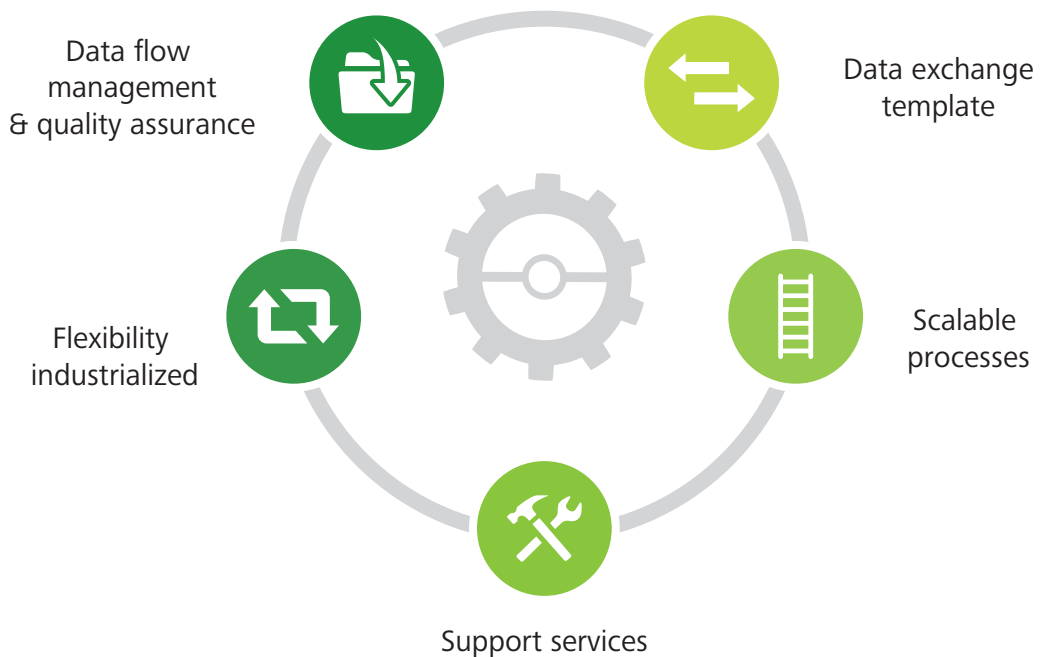 Data flow
management
& quality assurance
Data exchange
template
Flexibility
industrialized
Scalable
processes
Support services